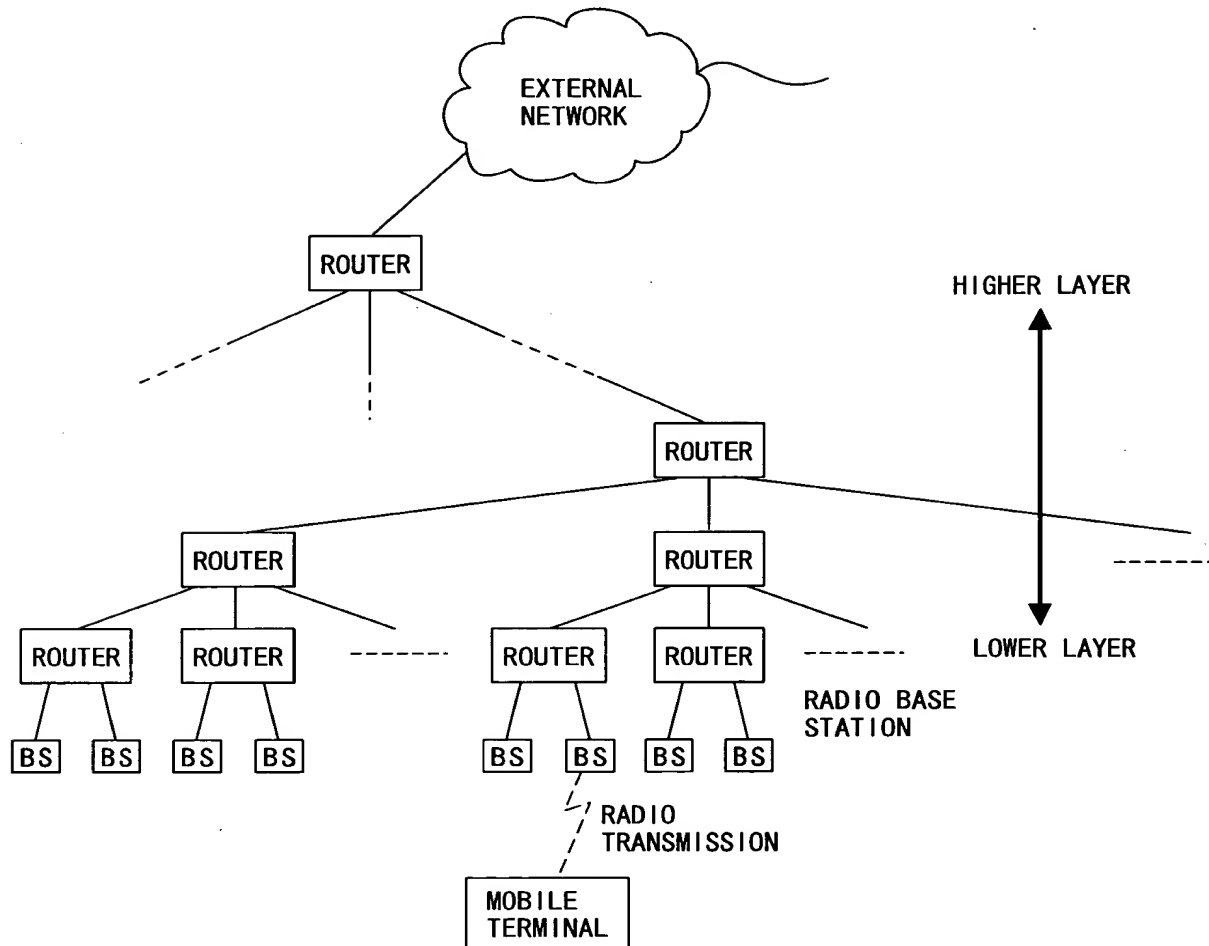 EXTERNAL
NETWORK
ROUTER
HIGHER LAYER
ROUTER
ROUTER
ROUTER
ROUTER
ROUTER
ROUTER
ROUTER
LOWER LAYER
RADIO BASE
STATION
BS
BS
BS
BS
BS
BS
BS
BS
RADIO
TRANSMISSION
MOBILE
TERMINAL